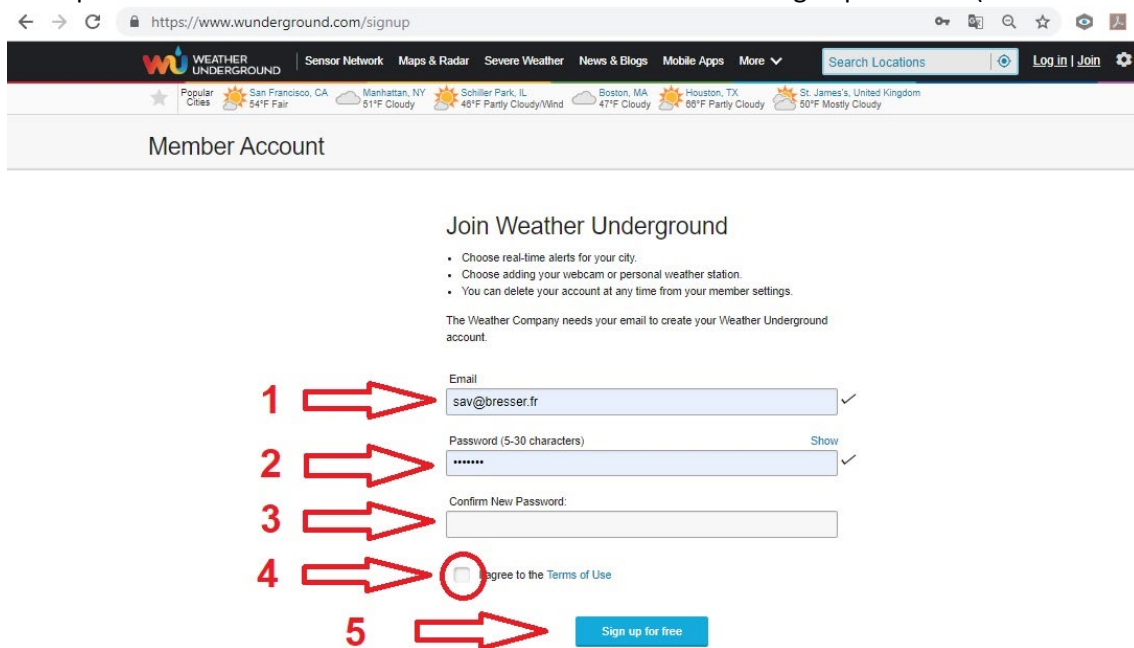 https://www.wunderground.com/signup
WEATHER UNDERGROUND Sensor Network Maps & Radar Severe Weather News & Blogs Mobile Apps More Search Locations Log in | Join
Popular Cities San Francisco, CA 54°F Fair Manhattan, NY 51°F Cloudy Schiller Park, IL 46°F Partly Cloudy/Wind Boston, MA 47°F Cloudy Houston, TX 66°F Partly Cloudy St. James's, United Kingdom 50°F Mostly Cloudy
Member Account
Join Weather Underground
• Choose real-time alerts for your city.
• Choose adding your webcam or personal weather station.
• You can delete your account at any time from your member settings.
The Weather Company needs your email to create your Weather Underground
account.
Email
1 sav@bresser.fr
Password (5-30 characters) Show
2 •••••••
Confirm New Password:
3
4 I agree to the Terms of Use
5 Sign up for free